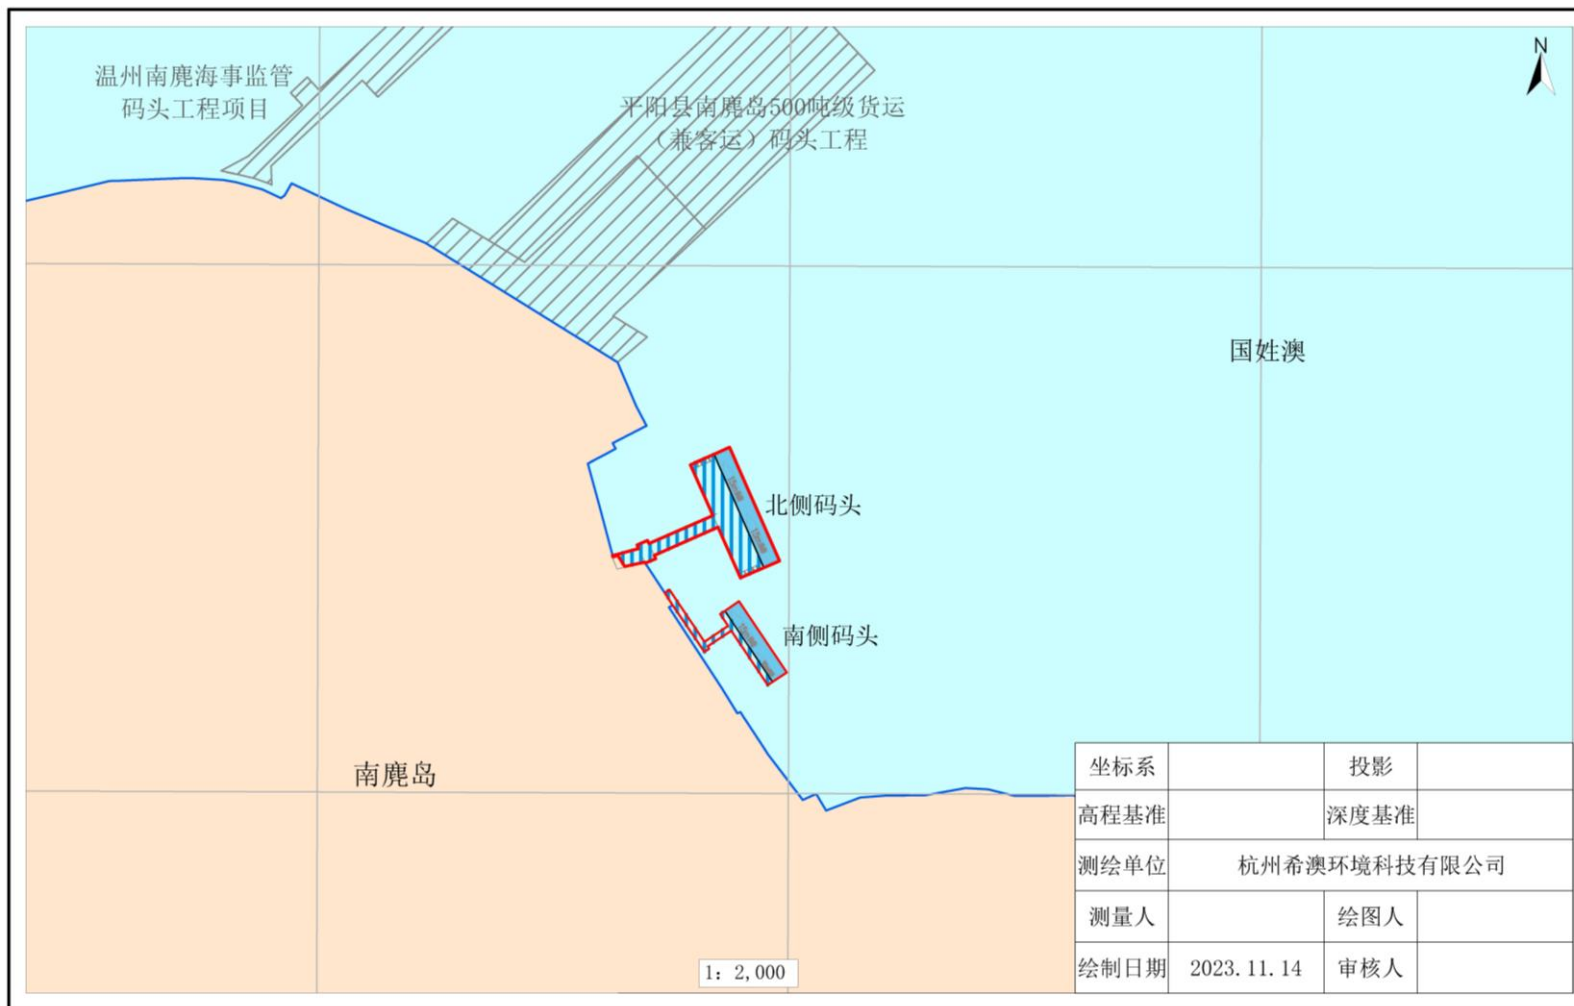 N
温州南麂海事监管
码头工程项目
平阳县南麂岛500吨级货运
（兼客运）码头工程
国姓澳
北侧码头
南侧码头
南麂岛
坐标系 投影
高程基准 深度基准
测绘单位 杭州希澳环境科技有限公司
测量人 绘图人
绘制日期 2023.11.14 审核人
1: 2,000